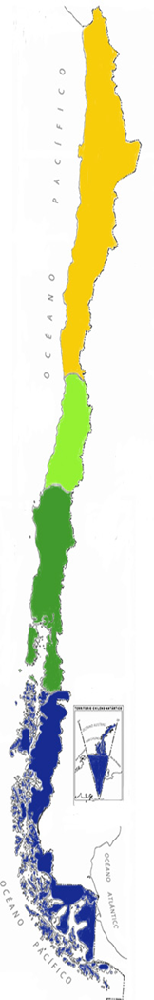 OCÉANO PACÍFICO
TERRITORIO CHILENO ANTÁRTICO
OCÉANO ATLÁNTICO
OCÉANO PACÍFICO